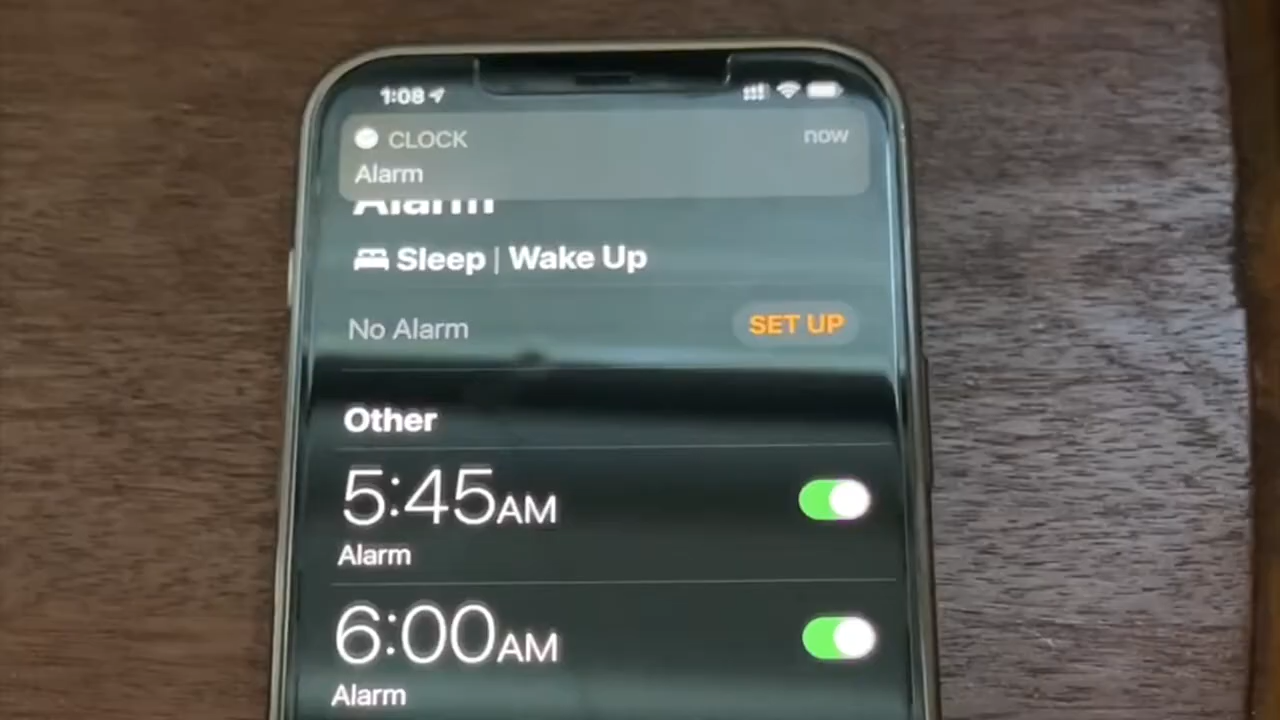 1:08
CLOCK now
Alarm
Alarm
Sleep | Wake Up
No Alarm SET UP
Other
5:45AM
Alarm
6:00AM
Alarm